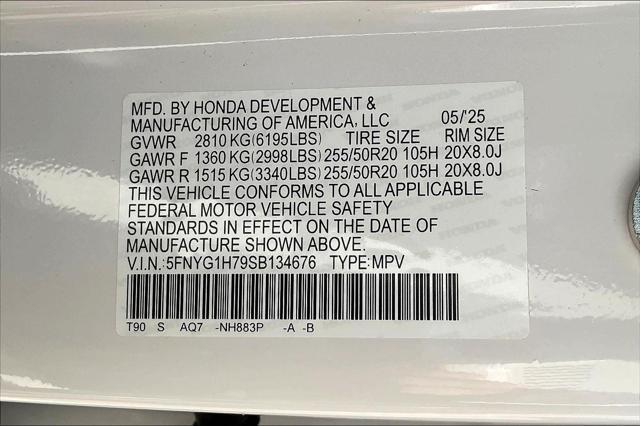 MFD. BY HONDA DEVELOPMENT &
MANUFACTURING OF AMERICA, LLC 05/'25
GVWR 2810 KG(6195LBS) TIRE SIZE RIM SIZE
GAWR F 1360 KG(2998LBS) 255/50R20 105H 20X8.0J
GAWR R 1515 KG(3340LBS) 255/50R20 105H 20X8.0J
THIS VEHICLE CONFORMS TO ALL APPLICABLE
FEDERAL MOTOR VEHICLE SAFETY
STANDARDS IN EFFECT ON THE DATE OF
MANUFACTURE SHOWN ABOVE.
V.I.N.:5FNYG1H79SB134676 TYPE:MPV
T90 S AQ7 -NH883P -A -B